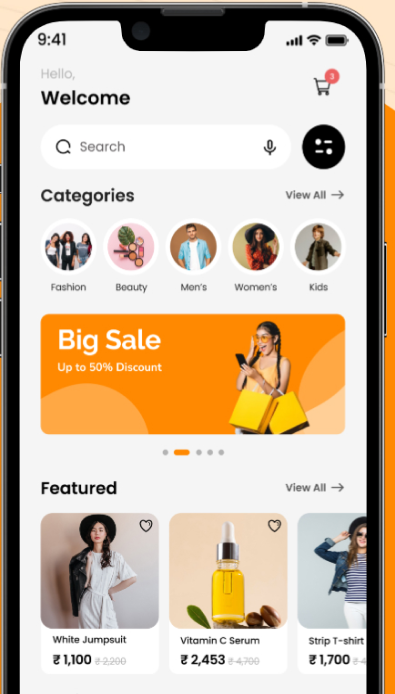 9:41
Hello,
Welcome
3
Search
Categories
View All
Fashion
Beauty
Men's
Women's
Kids
Big Sale
Up to 50% Discount
Featured
View All
White Jumpsuit
₹ 1,100 ₹ 2,200
Vitamin C Serum
₹ 2,453 ₹ 4,700
Strip T-shirt
₹ 1,700